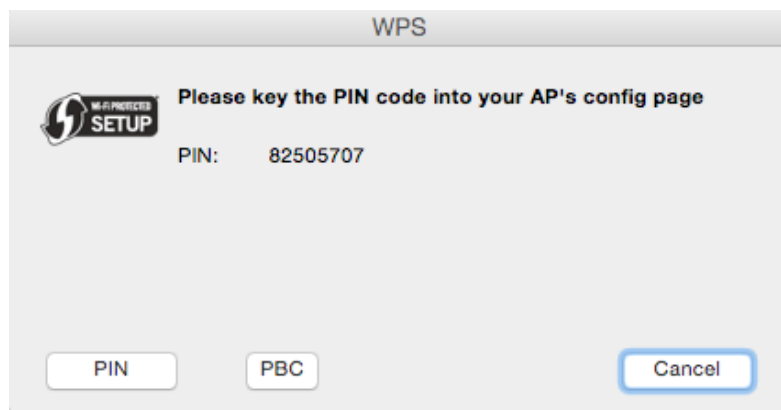 WPS
WI-FI PROTECTED
SETUP
Please key the PIN code into your AP's config page
PIN: 82505707
PIN PBC Cancel